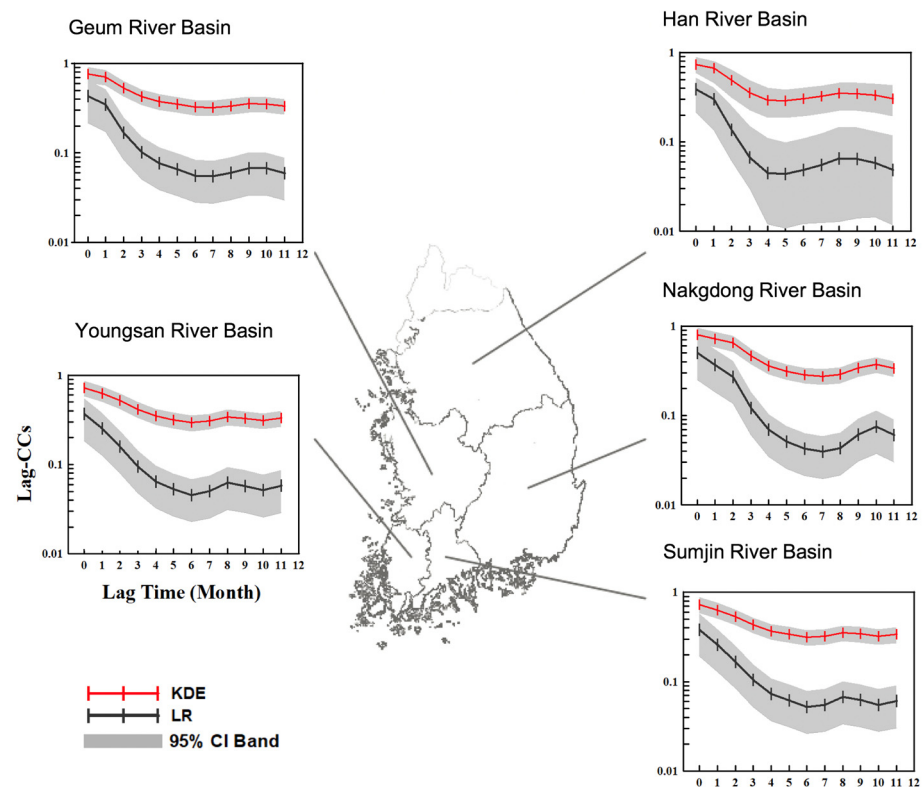 Geum River Basin
1
0.1
0.01
0 1 2 3 4 5 6 7 8 9 10 11 12
Han River Basin
1
0.1
0.01
0 1 2 3 4 5 6 7 8 9 10 11 12
Youngsan River Basin
1
0.1
0.01
0 1 2 3 4 5 6 7 8 9 10 11 12
Lag-CCs
Lag Time (Month)
Nakgdong River Basin
1
0.1
0.01
0 1 2 3 4 5 6 7 8 9 10 11 12
Sumjin River Basin
1
0.1
0.01
0 1 2 3 4 5 6 7 8 9 10 11 12
KDE
LR
95% CI Band